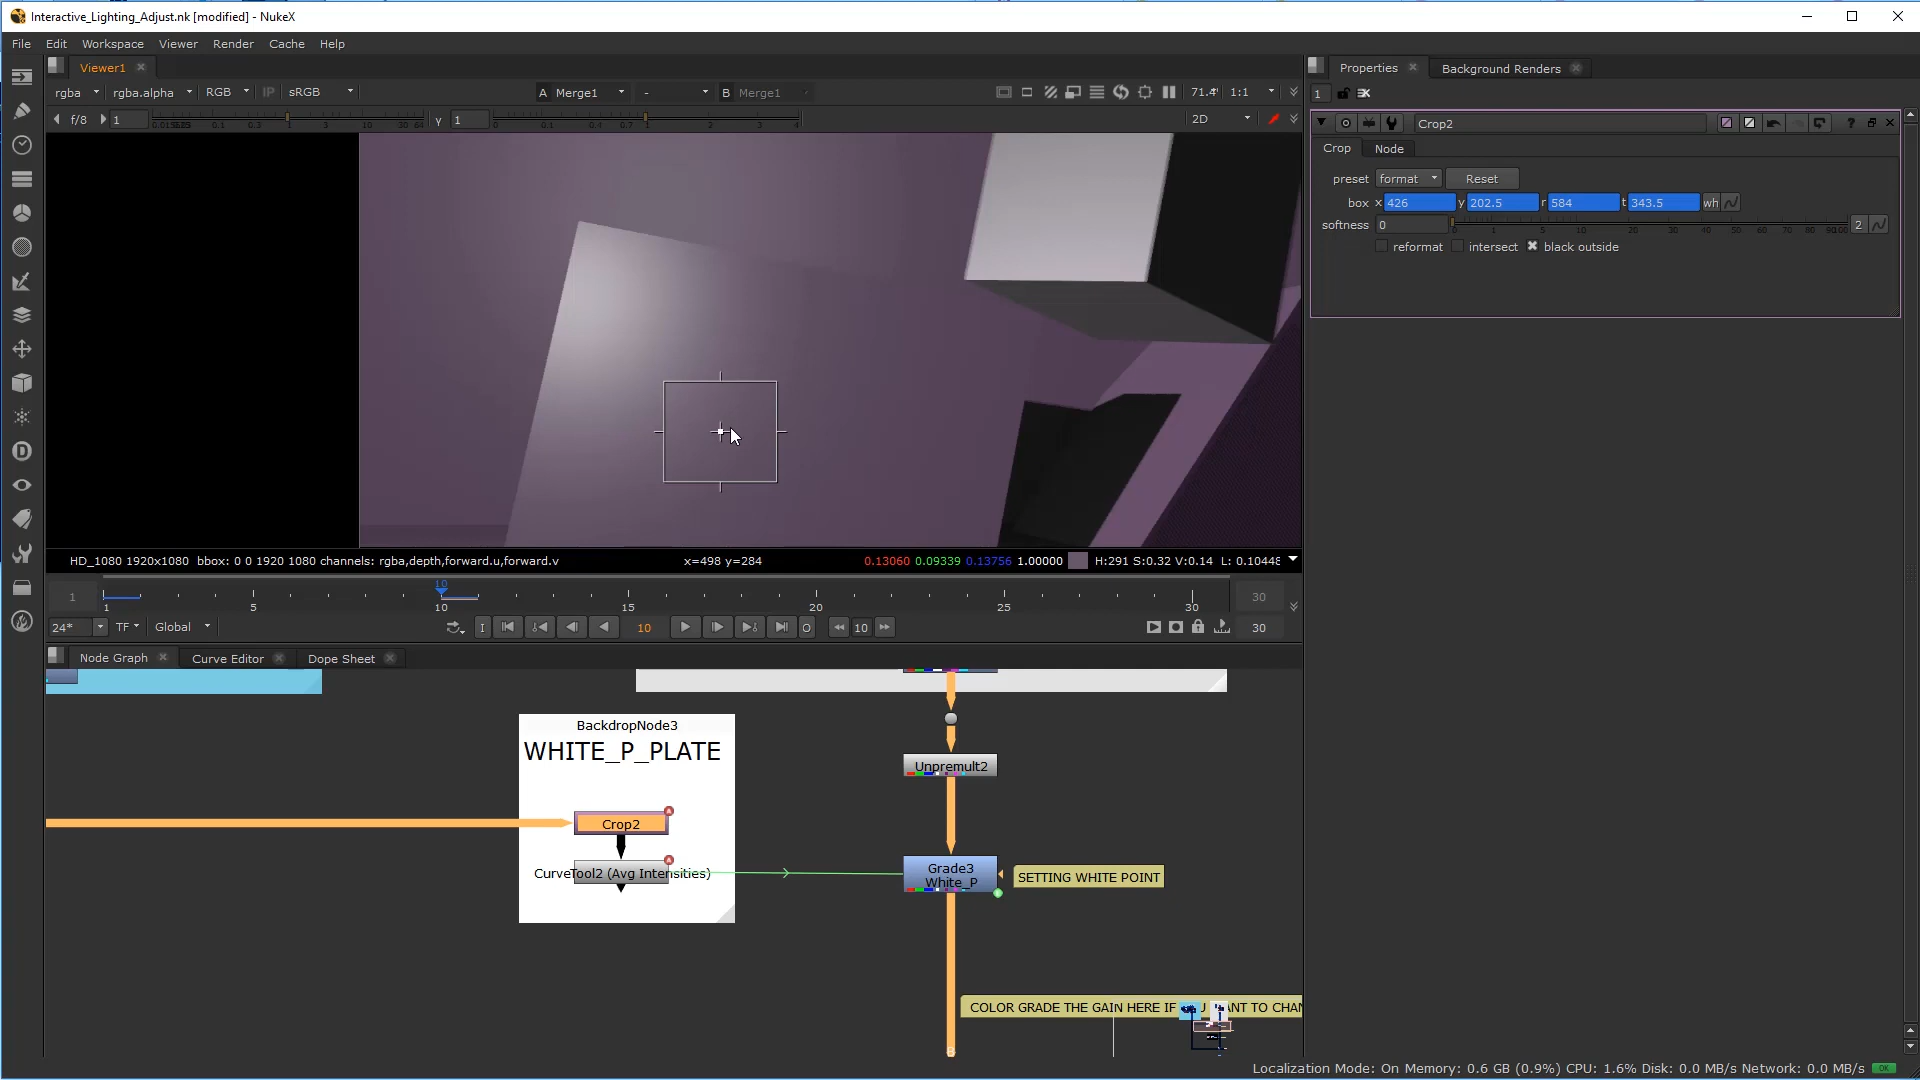 Interactive_Lighting_Adjust.nk [modified] - NukeX
File Edit Workspace Viewer Render Cache Help
Viewer1
rgba rgba.alpha RGB IP sRGB A Merge1 - B Merge1 71.4 1:1
f/8 1 y 1 2D
HD_1080 1920x1080 bbox: 0 0 1920 1080 channels: rgba,depth,forward.u,forward.v x=498 y=284 0.13060 0.09339 0.13756 1.00000 H:291 S:0.32 V:0.14 L: 0.10448
10
1 1 5 10 15 20 25 30 30
24* TF Global I 10 O 10 30
Node Graph Curve Editor Dope Sheet
BackdropNode3
WHITE_P_PLATE
Crop2
CurveTool2 (Avg Intensities)
Unpremult2
Grade3
White_P
SETTING WHITE POINT
COLOR GRADE THE GAIN HERE IF
U
ANT TO CHAN
Properties Background Renders
1
Crop2
Crop Node
preset format Reset
box x 426 y 202.5 r 584 t 343.5 wh
softness 0 2
reformat intersect black outside
Localization Mode: On Memory: 0.6 GB (0.9%) CPU: 1.6% Disk: 0.0 MB/s Network: 0.0 MB/s OK